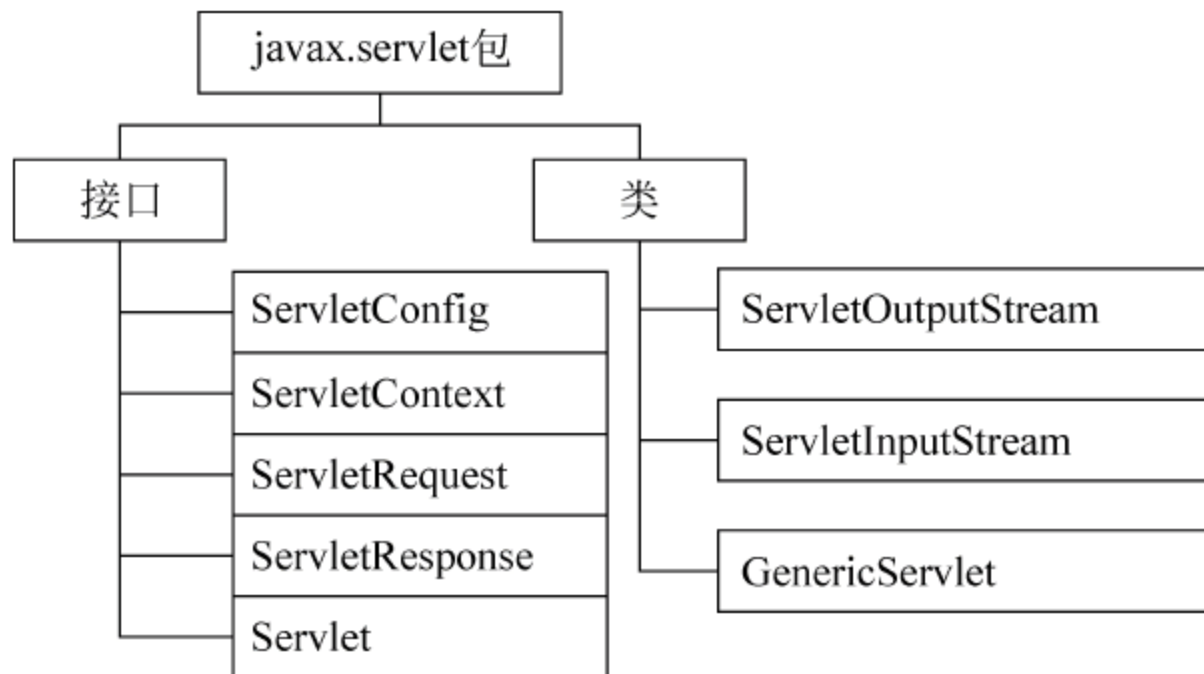 javax.servlet包
接口
类
ServletConfig
ServletContext
ServletRequest
ServletResponse
Servlet
ServletOutputStream
ServletInputStream
GenericServlet